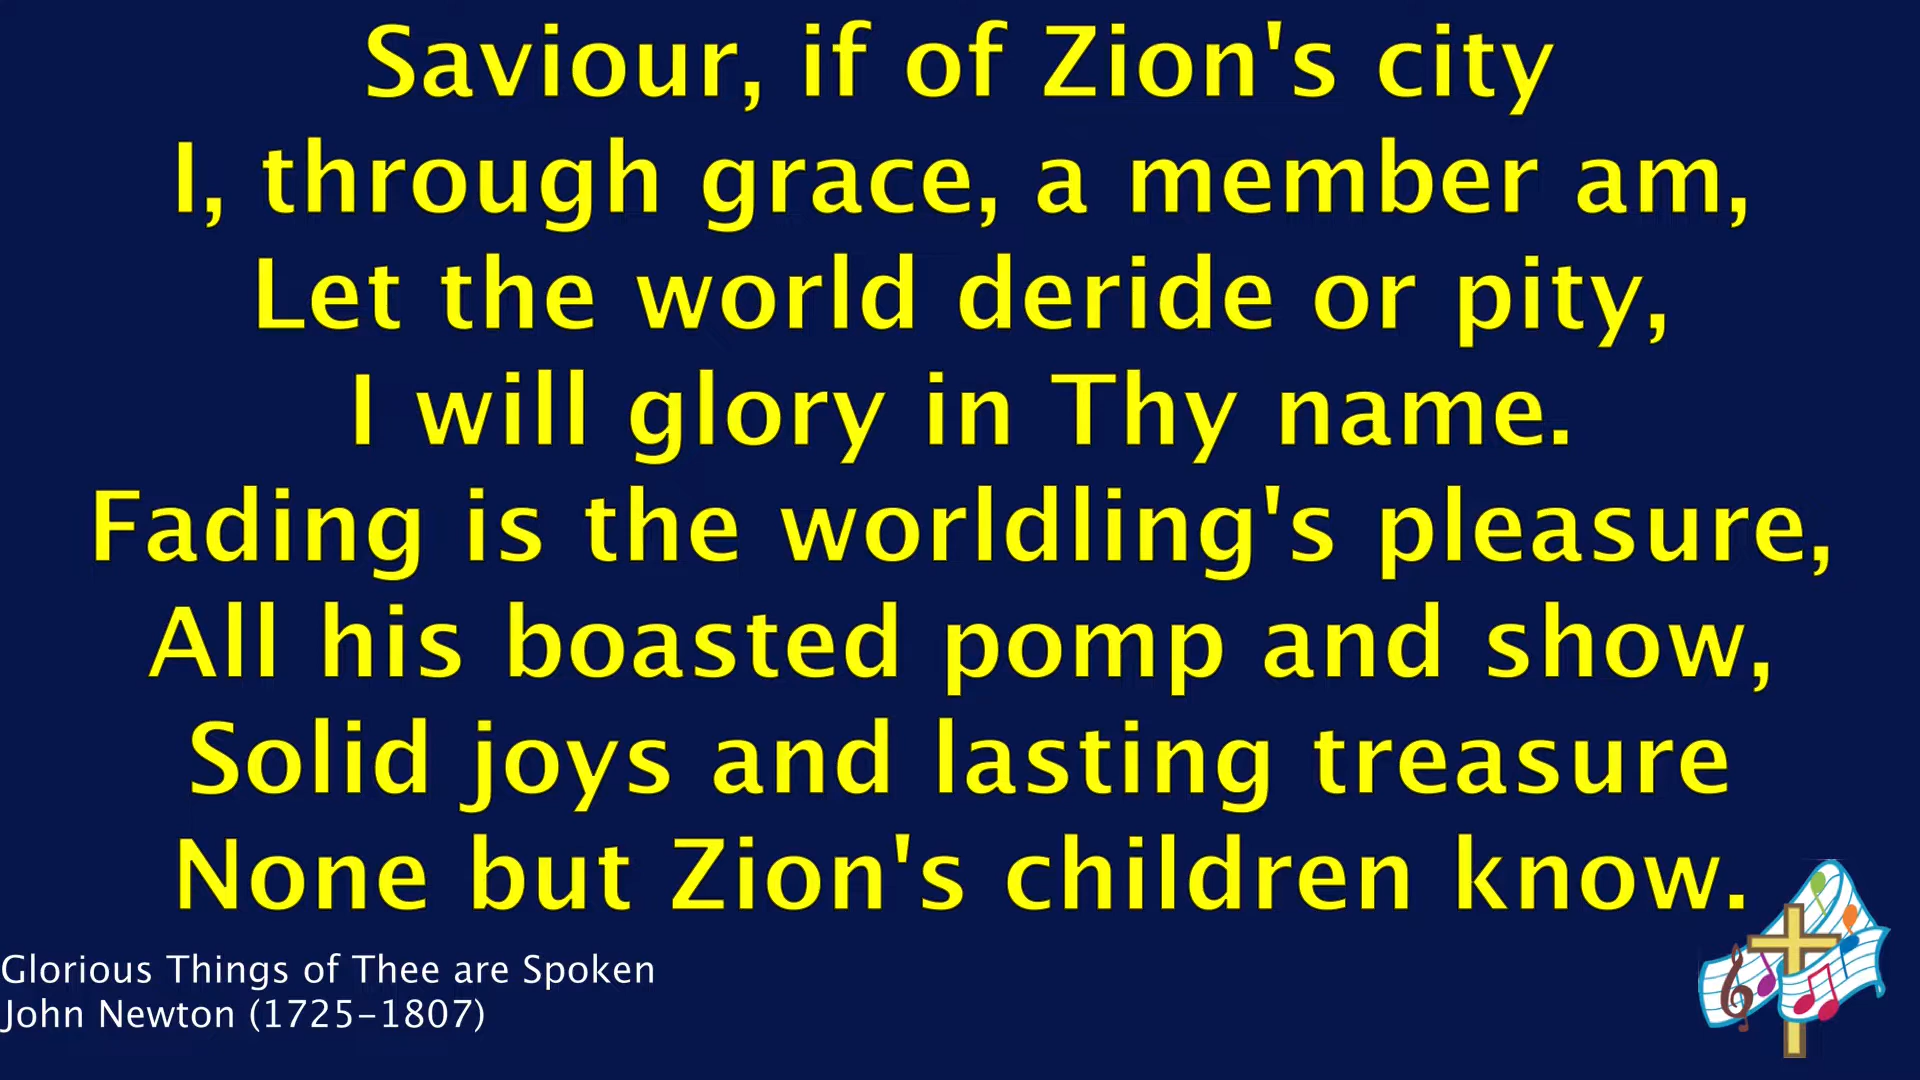 Saviour, if of Zion's city
I, through grace, a member am,
Let the world deride or pity,
I will glory in Thy name.
Fading is the worldling's pleasure,
All his boasted pomp and show,
Solid joys and lasting treasure
None but Zion's children know.
Glorious Things of Thee are Spoken
John Newton (1725-1807)